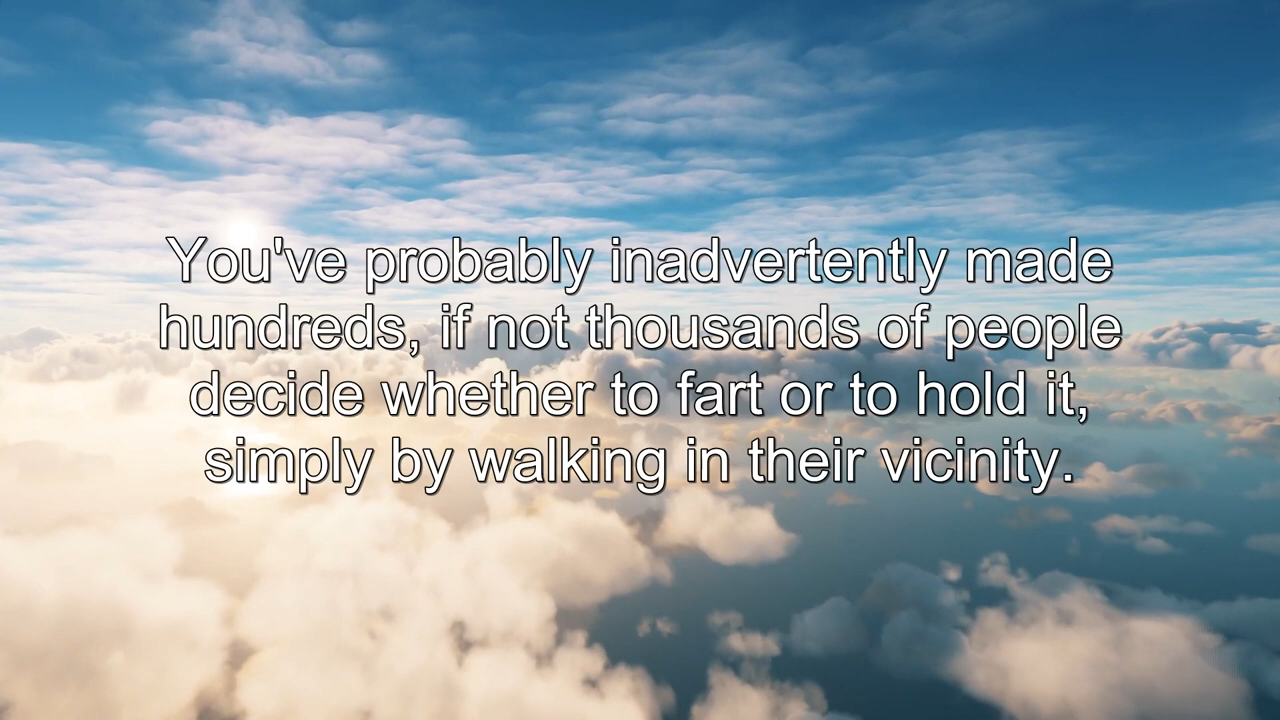 You've probably inadvertently made
hundreds, if not thousands of people
decide whether to fart or to hold it,
simply by walking in their vicinity.